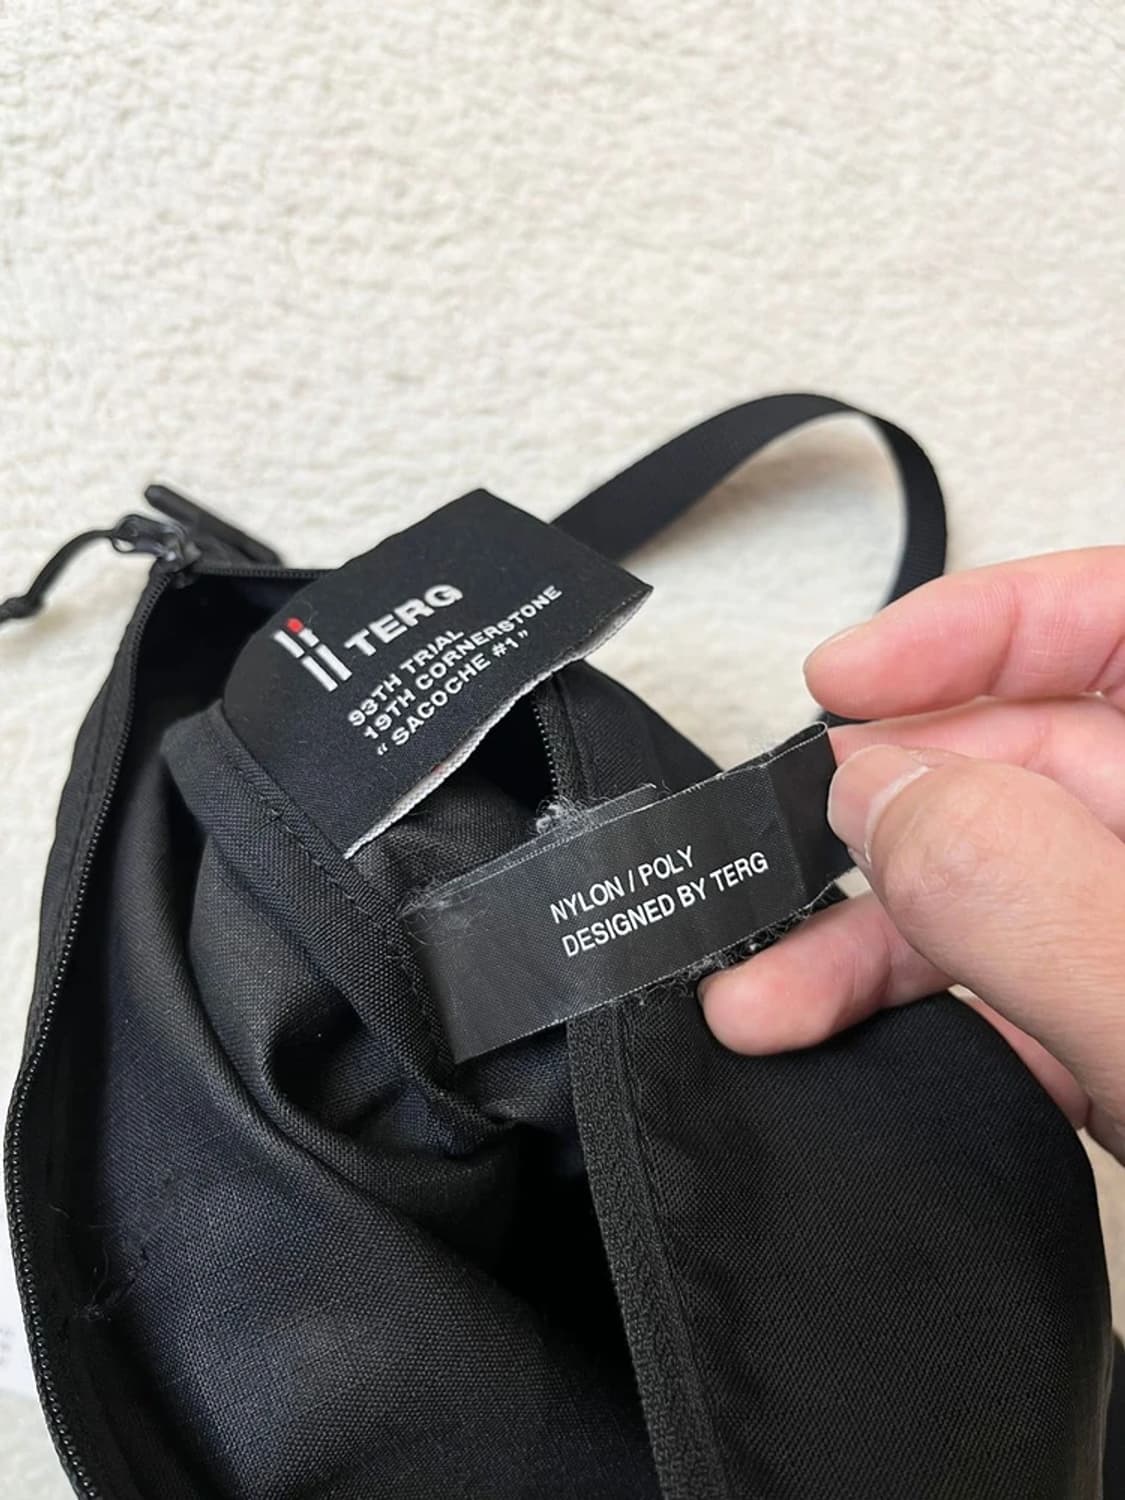 TERG
93TH TRIAL
19TH CORNERSTONE
“ SACOCHE #1 ”
NYLON / POLY
DESIGNED BY TERG